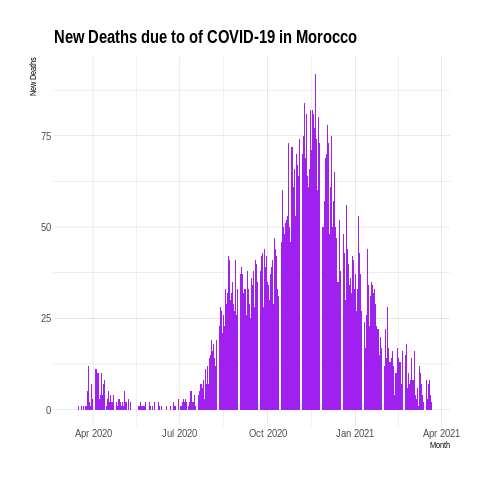 New Deaths due to of COVID-19 in Morocco
New Deaths
75
50
25
0
Apr 2020 Jul 2020 Oct 2020 Jan 2021 Apr 2021
Month